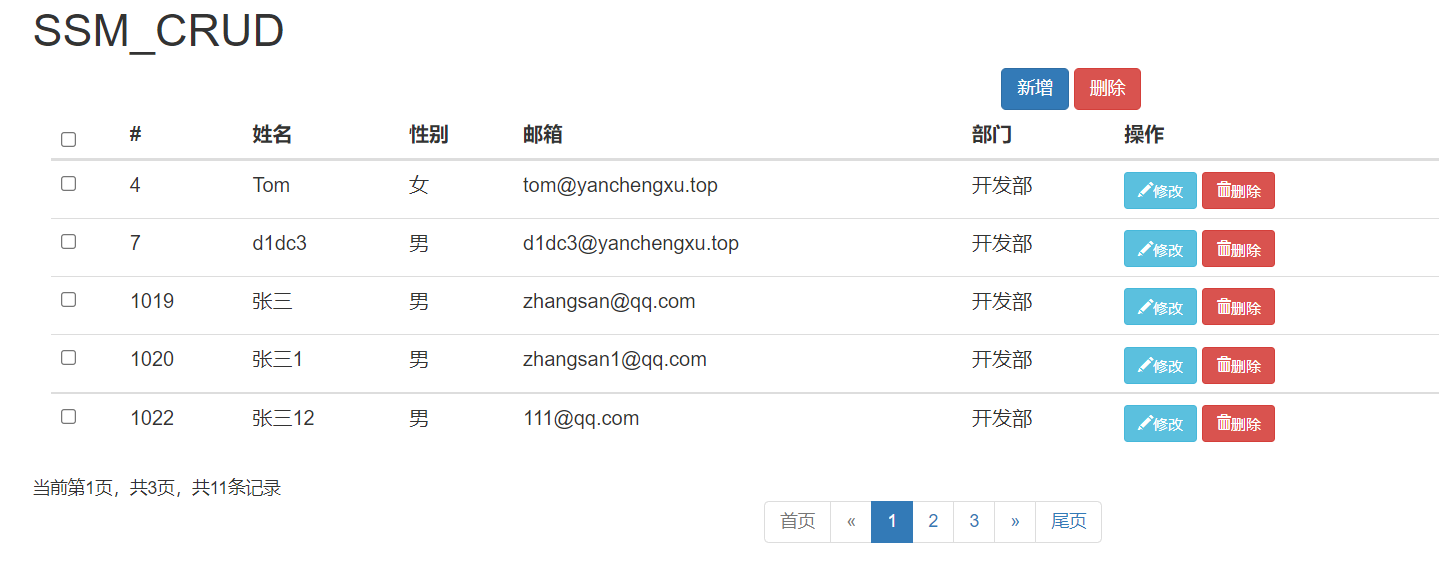 SSM_CRUD
新增 删除
# 姓名 性别 邮箱 部门 操作
4 Tom 女 tom@yanchengxu.top 开发部 修改 删除
7 d1dc3 男 d1dc3@yanchengxu.top 开发部 修改 删除
1019 张三 男 zhangsan@qq.com 开发部 修改 删除
1020 张三1 男 zhangsan1@qq.com 开发部 修改 删除
1022 张三12 男 111@qq.com 开发部 修改 删除
当前第1页，共3页，共11条记录
首页 « 1 2 3 » 尾页